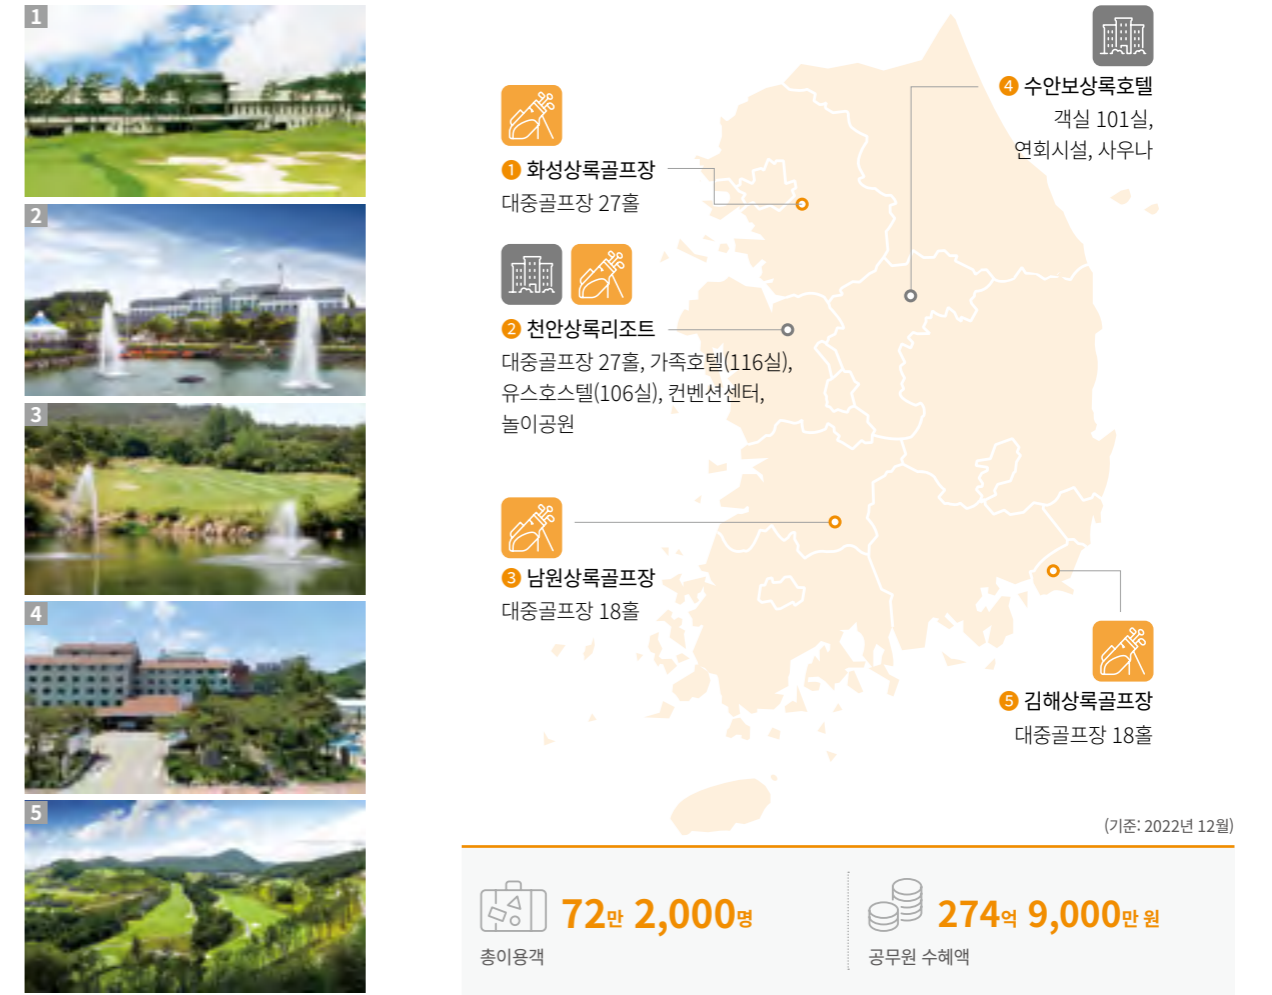 1
2
3
4
5
1 화성상록골프장
대중골프장 27홀
2 천안상록리조트
대중골프장 27홀, 가족호텔(116실),
유스호스텔(106실), 컨벤션센터,
놀이공원
3 남원상록골프장
대중골프장 18홀
4 수안보상록호텔
객실 101실,
연회시설, 사우나
5 김해상록골프장
대중골프장 18홀
(기준: 2022년 12월)
72만 2,000명
총이용객
274억 9,000만 원
공무원 수혜액